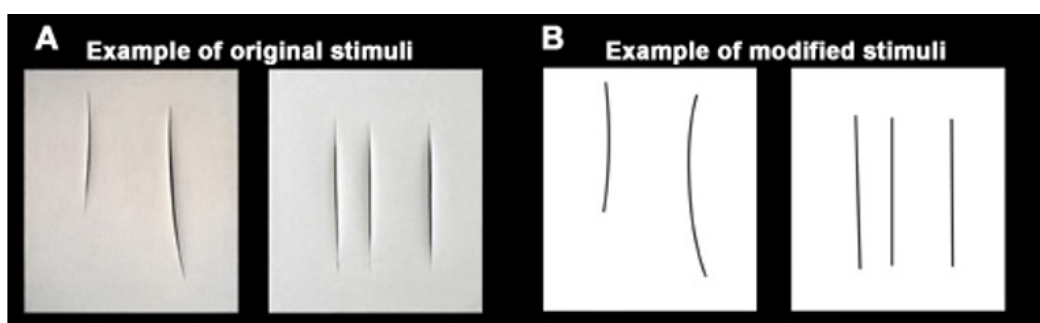 A
Example of original stimuli
B
Example of modified stimuli